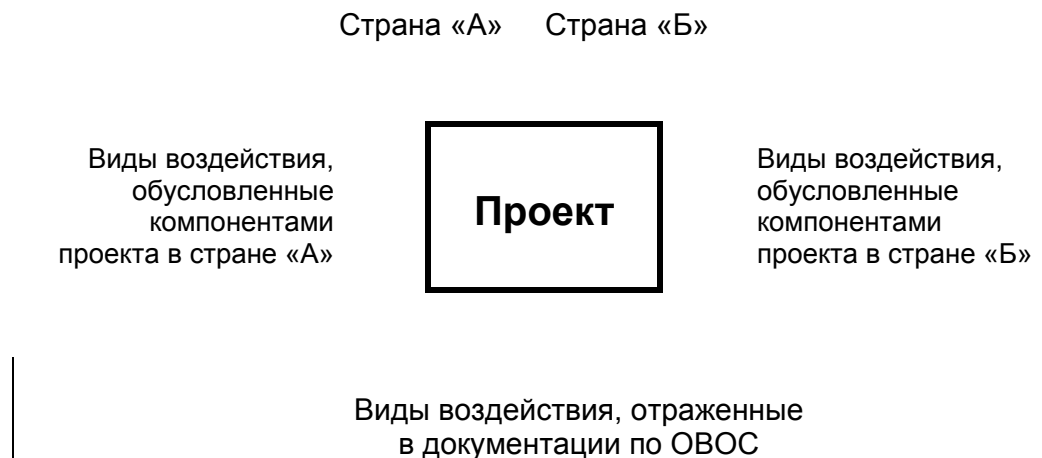 Страна «А» Страна «Б»
Виды воздействия,
обусловленные
компонентами
проекта в стране «А»
Проект
Виды воздействия,
обусловленные
компонентами
проекта в стране «Б»
Виды воздействия, отраженные
в документации по ОВОС